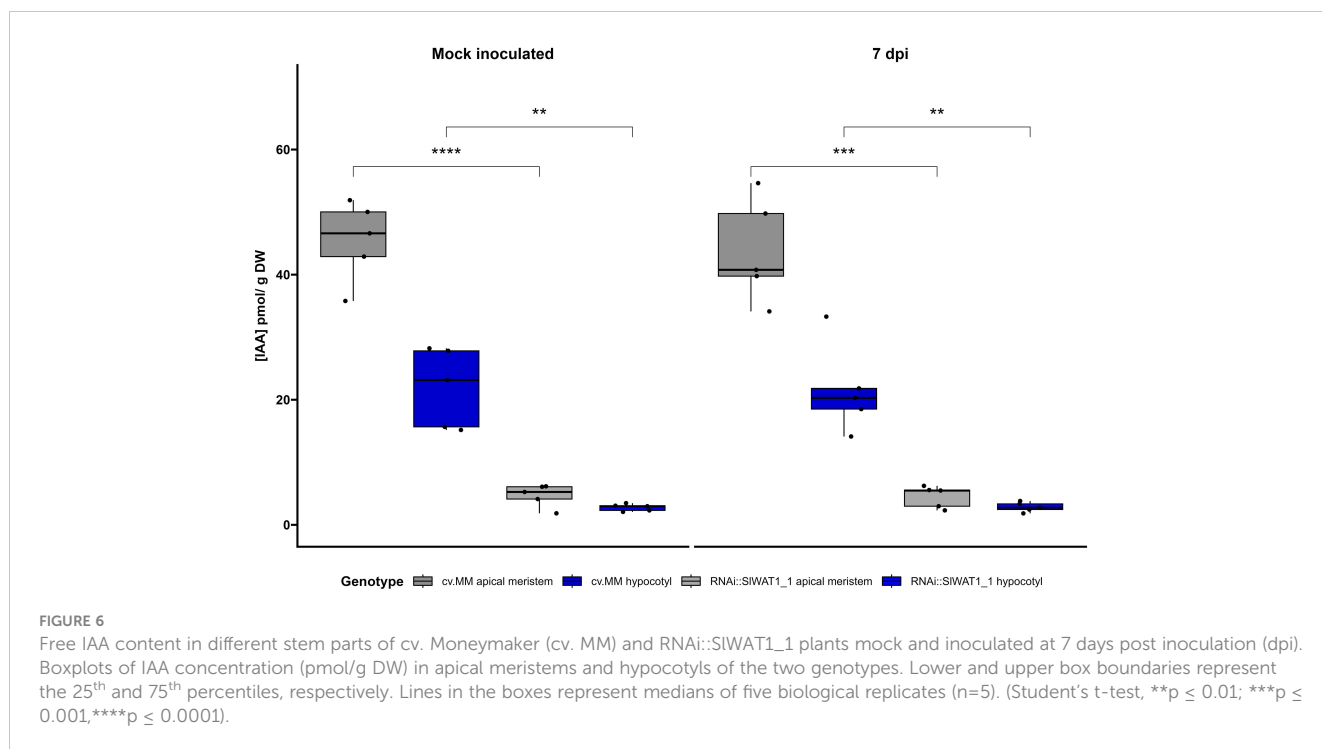 Mock inoculated
7 dpi
**
**
****
***
60
40
20
0
[IAA] pmol/ g DW
Genotype cv.MM apical meristem cv.MM hypocotyl RNAi::SlWAT1_1 apical meristem RNAi::SlWAT1_1 hypocotyl
FIGURE 6
Free IAA content in different stem parts of cv. Moneymaker (cv. MM) and RNAi::SlWAT1_1 plants mock and inoculated at 7 days post inoculation (dpi).
Boxplots of IAA concentration (pmol/g DW) in apical meristems and hypocotyls of the two genotypes. Lower and upper box boundaries represent
the 25th and 75th percentiles, respectively. Lines in the boxes represent medians of five biological replicates (n=5). (Student's t-test, **p ≤ 0.01; ***p ≤
0.001,****p ≤ 0.0001).